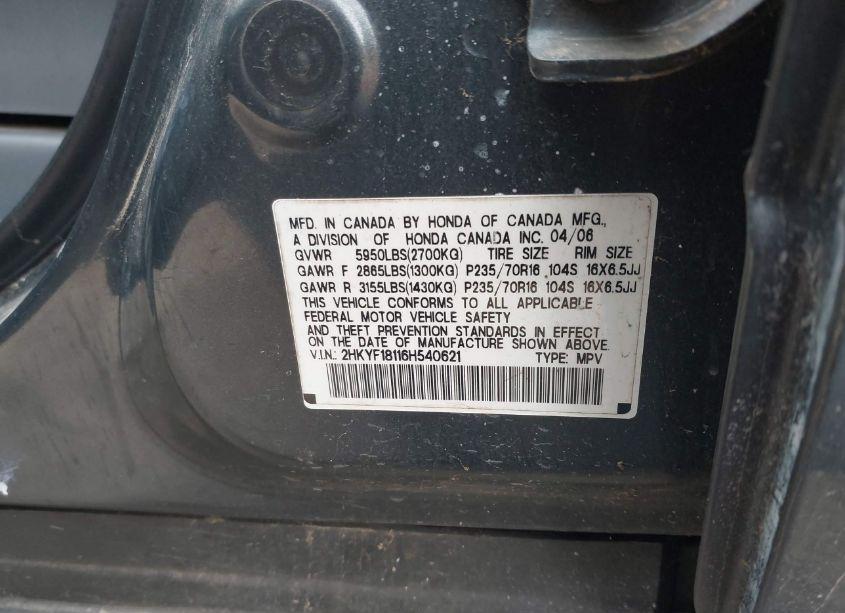 MFD. IN CANADA BY HONDA OF CANADA MFG.,
A DIVISION OF HONDA CANADA INC. 04/06
GVWR 5950LBS(2700KG) TIRE SIZE RIM SIZE
GAWR F 2865LBS(1300KG) P235/70R16 104S 16X6.5JJ
GAWR R 3155LBS(1430KG) P235/70R16 104S 16X6.5JJ
THIS VEHICLE CONFORMS TO ALL APPLICABLE
FEDERAL MOTOR VEHICLE SAFETY
AND THEFT PREVENTION STANDARDS IN EFFECT
ON THE DATE OF MANUFACTURE SHOWN ABOVE.
V.I.N.: 2HKYF18116H540621 TYPE: MPV